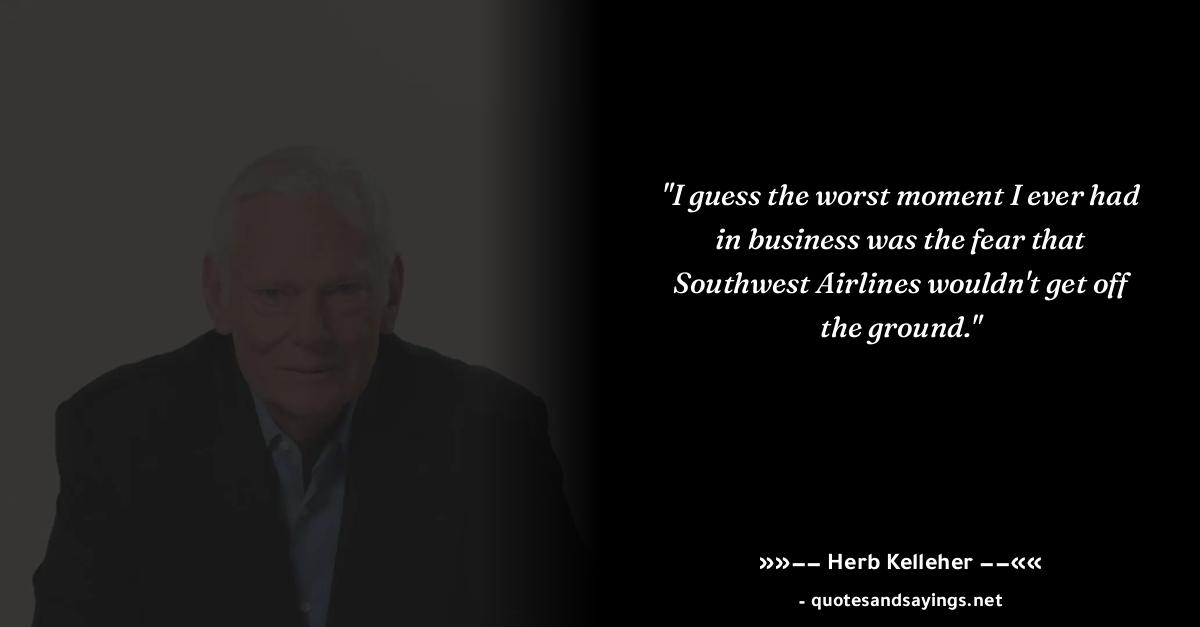 "I guess the worst moment I ever had
in business was the fear that
Southwest Airlines wouldn't get off
the ground."
»»–– Herb Kelleher ––««
- quotesandsayings.net